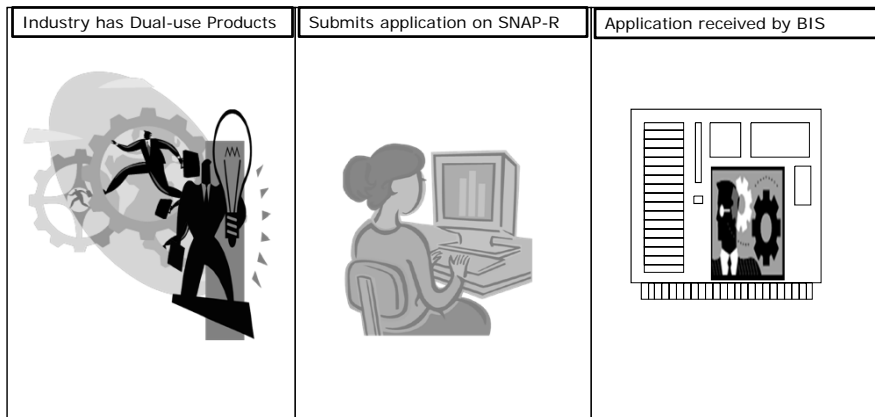 Industry has Dual-use Products
Submits application on SNAP-R
Application received by BIS